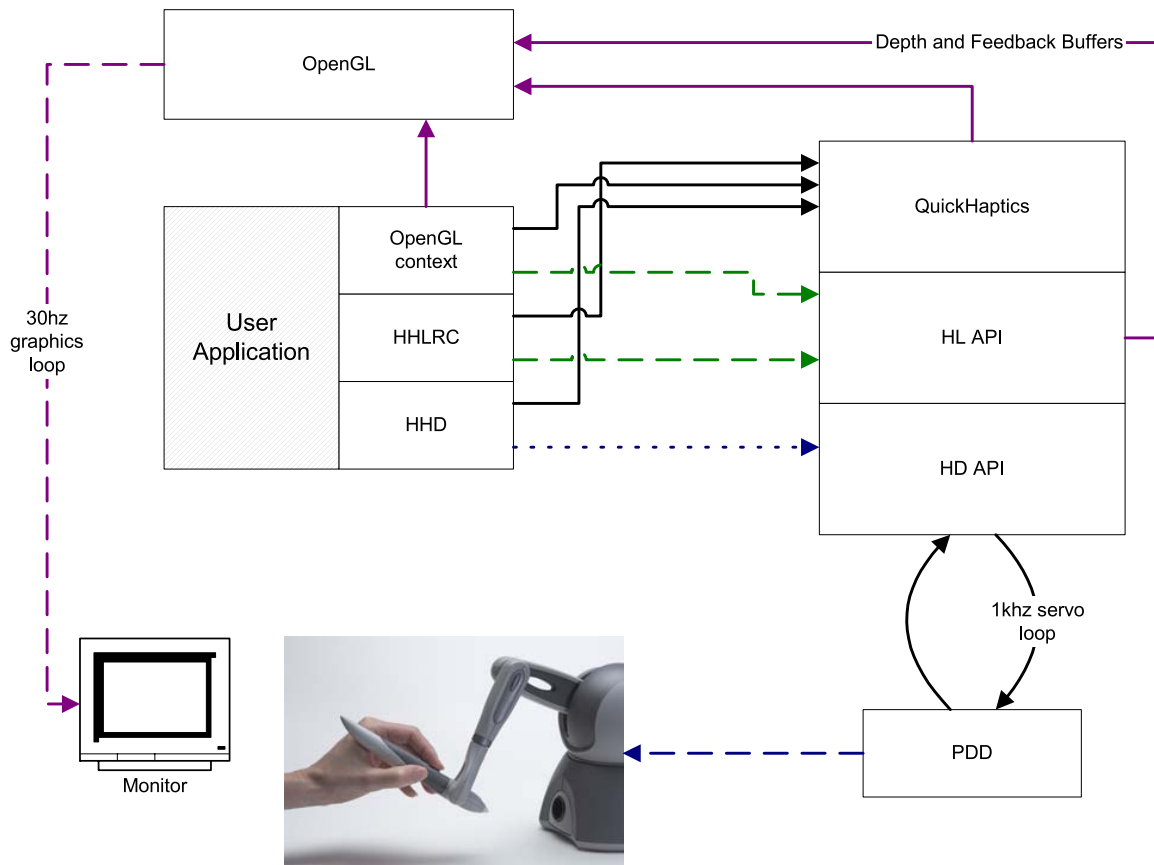 Depth and Feedback Buffers
OpenGL
QuickHaptics
OpenGL
context
30hz
graphics
loop
User
Application
HHLRC
HL API
HHD
HD API
1khz servo
loop
PDD
Monitor